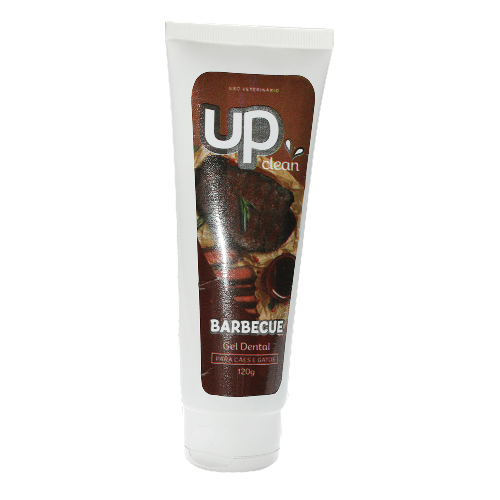 USO VETERINÁRIO
up
clean
BARBECUE
Gel Dental
PARA CÃES E GATOS
120g